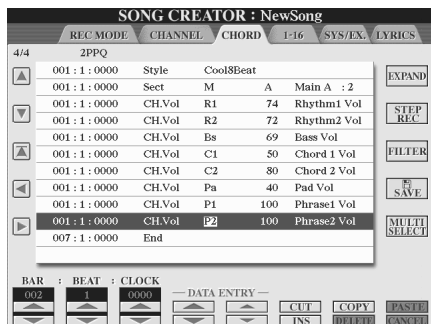 SONG CREATOR : NewSong
REC MODE CHANNEL CHORD 1-16 SYS/EX. LYRICS
4/4 2PPQ
001 : 1 : 0000 Style Cool8Beat
001 : 1 : 0000 Sect M A Main A : 2
001 : 1 : 0000 CH.Vol R1 74 Rhythm1 Vol
001 : 1 : 0000 CH.Vol R2 72 Rhythm2 Vol
001 : 1 : 0000 CH.Vol Bs 69 Bass Vol
001 : 1 : 0000 CH.Vol C1 50 Chord 1 Vol
001 : 1 : 0000 CH.Vol C2 80 Chord 2 Vol
001 : 1 : 0000 CH.Vol Pa 40 Pad Vol
001 : 1 : 0000 CH.Vol P1 100 Phrase1 Vol
001 : 1 : 0000 CH.Vol P2 100 Phrase2 Vol
007 : 1 : 0000 End
EXPAND
STEP
REC
FILTER
SAVE
MULTI
SELECT
BAR : BEAT : CLOCK
002 1 0000
DATA ENTRY
CUT COPY PASTE
INS DELETE CANCEL